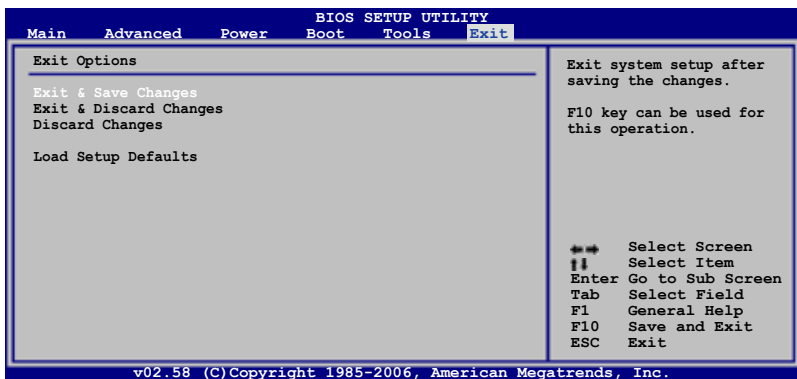 BIOS SETUP UTILITY
Main Advanced Power Boot Tools Exit
Exit Options
Exit & Save Changes
Exit & Discard Changes
Discard Changes
Load Setup Defaults
Exit system setup after
saving the changes.
F10 key can be used for
this operation.
←→ Select Screen
↑↓ Select Item
Enter Go to Sub Screen
Tab Select Field
F1 General Help
F10 Save and Exit
ESC Exit
v02.58 (C)Copyright 1985-2006, American Megatrends, Inc.